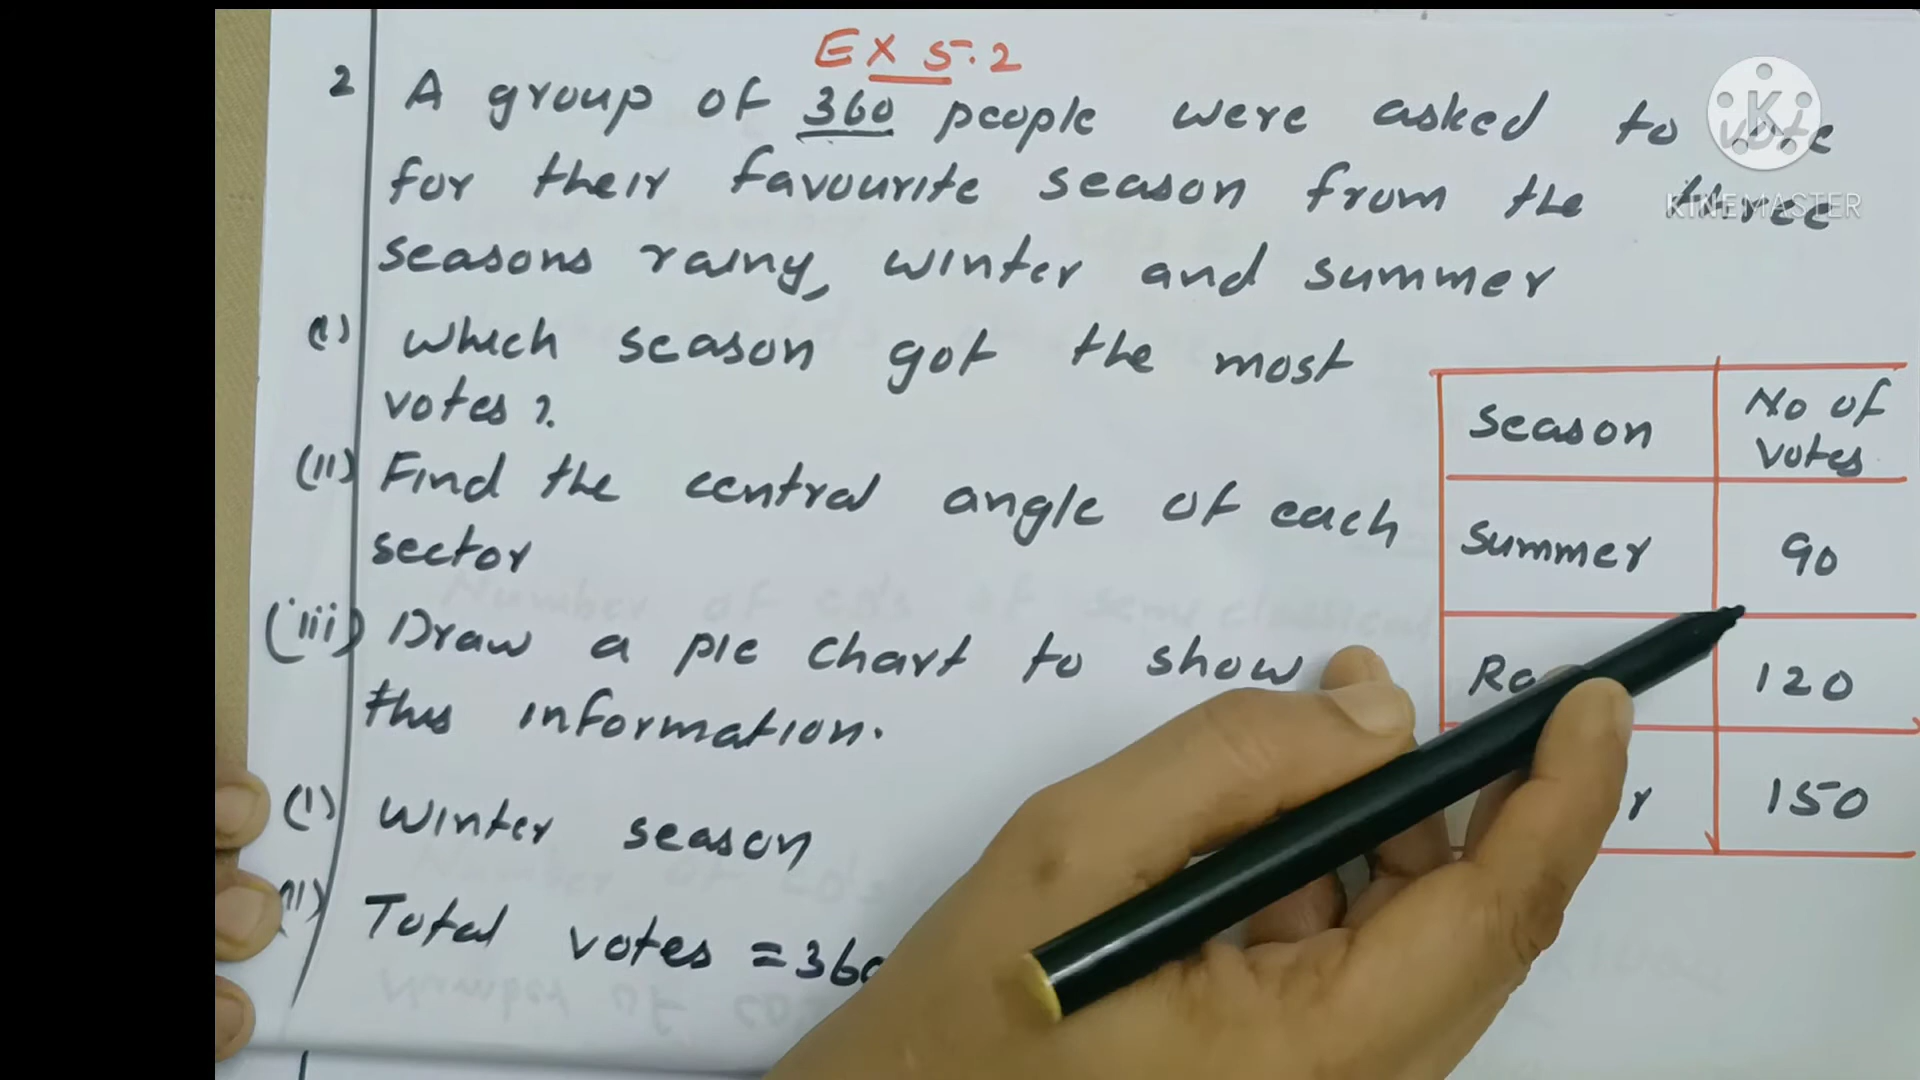 Ex 5.2
2 A group of 360 people were asked to vote
for their favourite season from the three
seasons rainy, winter and summer
(i) which season got the most
votes?
(ii) Find the central angle of each
sector
(iii) Draw a pie chart to show
this information.
Season No of votes
Summer 90
120
150
(i) Winter season
(ii) Total votes = 360
K
KINEMASTER